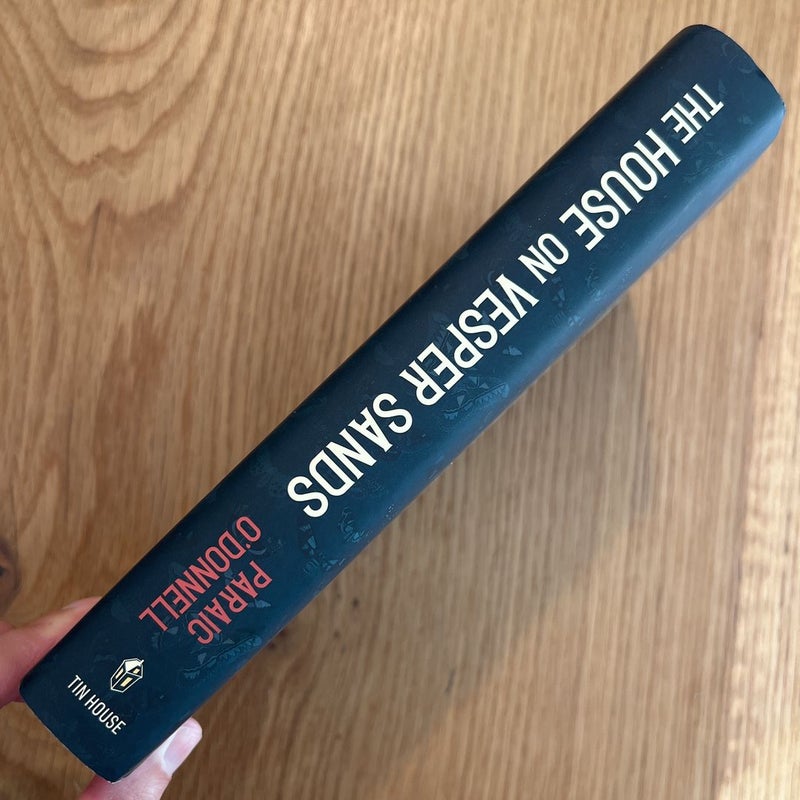 THE HOUSE ON VESPER SANDS
PARAIC
O'DONNELL
TIN HOUSE